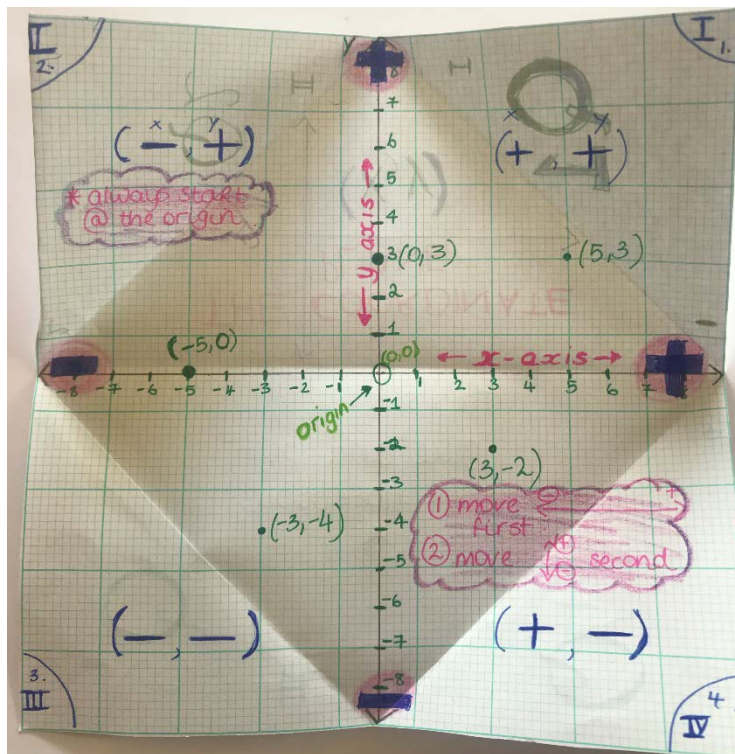 II
2.
I
1.
y
8
7
6
5
4
3 (0,3)
2
1
y axis
x y
(−, +)
x y
(+, +)
* always start
@ the origin
(5,3)
(-5,0)
(0,0)
x-axis
-8 -7 -6 -5 -4 -3 -2 -1 1 2 3 4 5 6 7
origin
-1
-2
-3
-4
-5
-6
-7
-8
(3,-2)
(-3,-4)
① move − +
first
② move + − second
(−, −)
(+, −)
3.
III
4.
IV